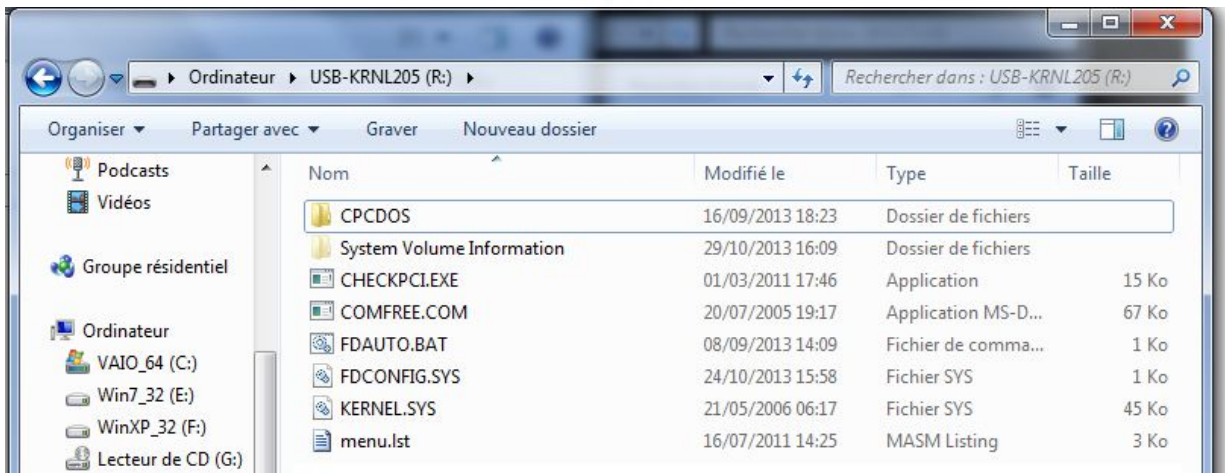 Ordinateur USB-KRNL205 (R:) Rechercher dans : USB-KRNL205 (R:)
Organiser Partager avec Graver Nouveau dossier
Podcasts
Vidéos
Groupe résidentiel
Ordinateur
VAIO_64 (C:)
Win7_32 (E:)
WinXP_32 (F:)
Lecteur de CD (G:)
Nom Modifié le Type Taille
CPCDOS 16/09/2013 18:23 Dossier de fichiers
System Volume Information 29/10/2013 16:09 Dossier de fichiers
CHECKPCI.EXE 01/03/2011 17:46 Application 15 Ko
COMFREE.COM 20/07/2005 19:17 Application MS-D... 67 Ko
FDAUTO.BAT 08/09/2013 14:09 Fichier de comma... 1 Ko
FDCONFIG.SYS 24/10/2013 15:58 Fichier SYS 1 Ko
KERNEL.SYS 21/05/2006 06:17 Fichier SYS 45 Ko
menu.lst 16/07/2011 14:25 MASM Listing 3 Ko